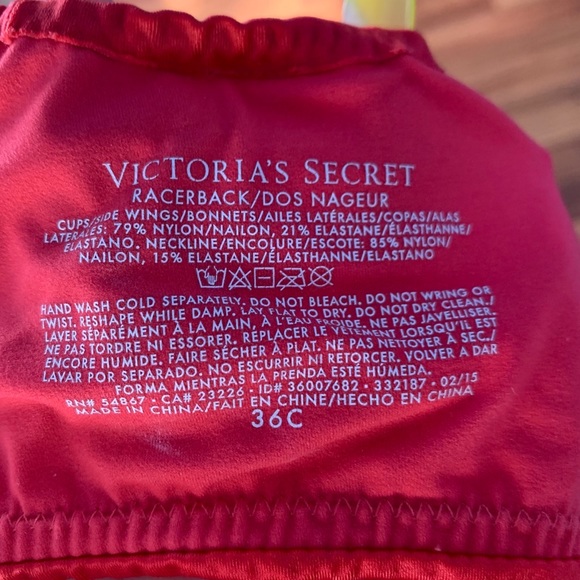 VICTORIA'S SECRET
RACERBACK/DOS NAGEUR
CUPS/SIDE WINGS/BONNETS/AILES LATÉRALES/COPAS/ALAS
LATERALES: 79% NYLON/NAILON, 21% ELASTANE/ÉLASTHANNE/
ELASTANO. NECKLINE/ENCOLURE/ESCOTE: 85% NYLON/
NAILON, 15% ELASTANE/ÉLASTHANNE/ELASTANO
HAND WASH COLD SEPARATELY. DO NOT BLEACH. DO NOT WRING OR
TWIST. RESHAPE WHILE DAMP. LAY FLAT TO DRY. DO NOT DRY CLEAN./
LAVER SÉPARÉMENT À LA MAIN, À L'EAU FROIDE. NE PAS JAVELLISER.
NE PAS TORDRE NI ESSORER. REPLACER LE VÊTEMENT LORSQU'IL EST
ENCORE HUMIDE. FAIRE SÉCHER À PLAT. NE PAS NETTOYER À SEC./
LAVAR POR SEPARADO. NO ESCURRIR NI RETORCER. VOLVER A DAR
FORMA MIENTRAS LA PRENDA ESTÉ HÚMEDA.
RN# 54867 • CA# 23226 • ID# 36007682 • 332187 • 02/15
MADE IN CHINA/FAIT EN CHINE/HECHO EN CHINA
36C